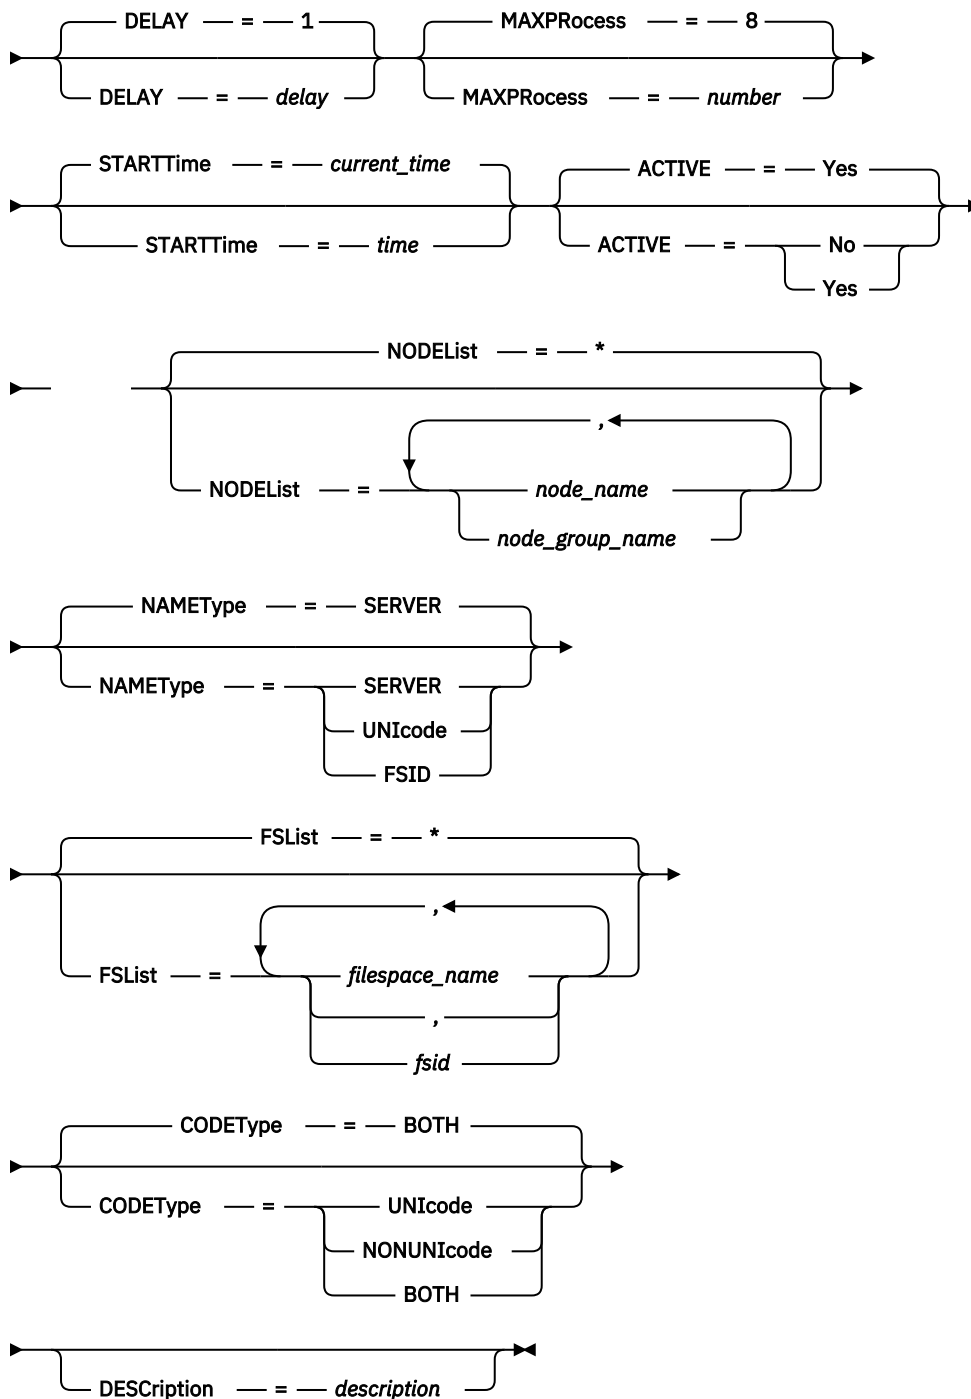 DELAY = 1 MAXPRocess = 8
DELAY = delay MAXPRocess = number
STARTTime = current_time ACTIVE = Yes
STARTTime = time ACTIVE = No
Yes
NODEList = *
,
NODEList = node_name
node_group_name
NAMEType = SERVER
NAMEType = SERVER
UNIcode
FSID
FSList = *
,
FSList = filespace_name
,
fsid
CODEType = BOTH
CODEType = UNIcode
NONUNIcode
BOTH
DESCription = description